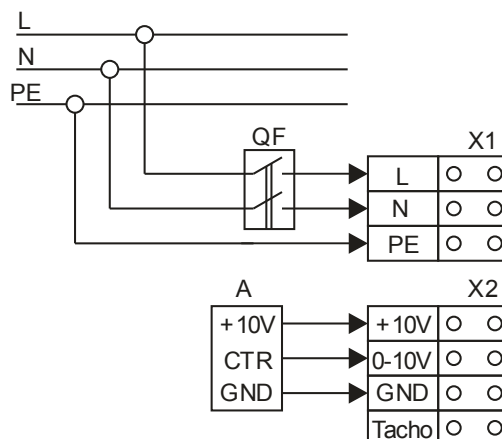 L
N
PE
QF
X1
L
N
PE
A
X2
+10V
+10V
CTR
0-10V
GND
GND
Tacho